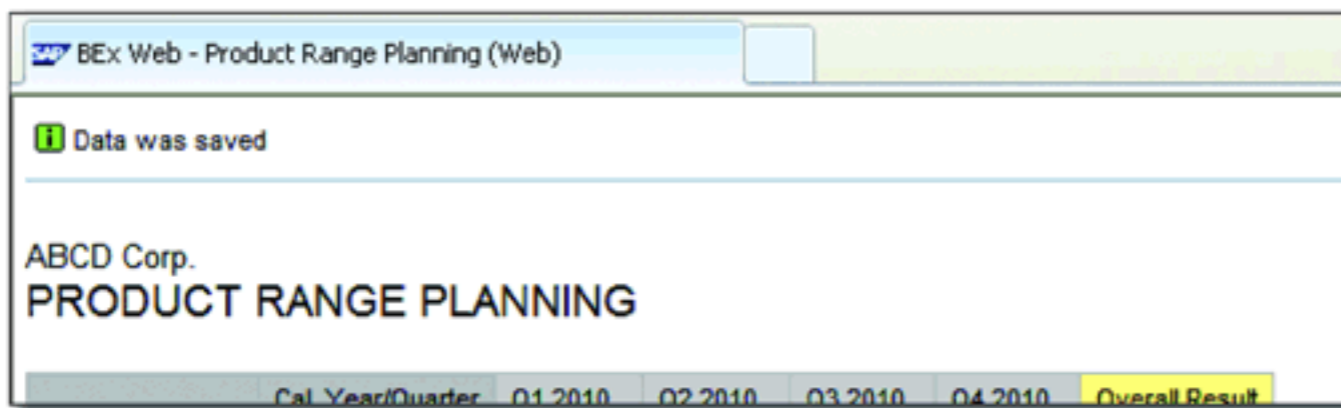 SAP BEx Web - Product Range Planning (Web)
Data was saved
ABCD Corp.
PRODUCT RANGE PLANNING
Cal. Year/Quarter Q1.2010 Q2.2010 Q3.2010 Q4.2010 Overall Result